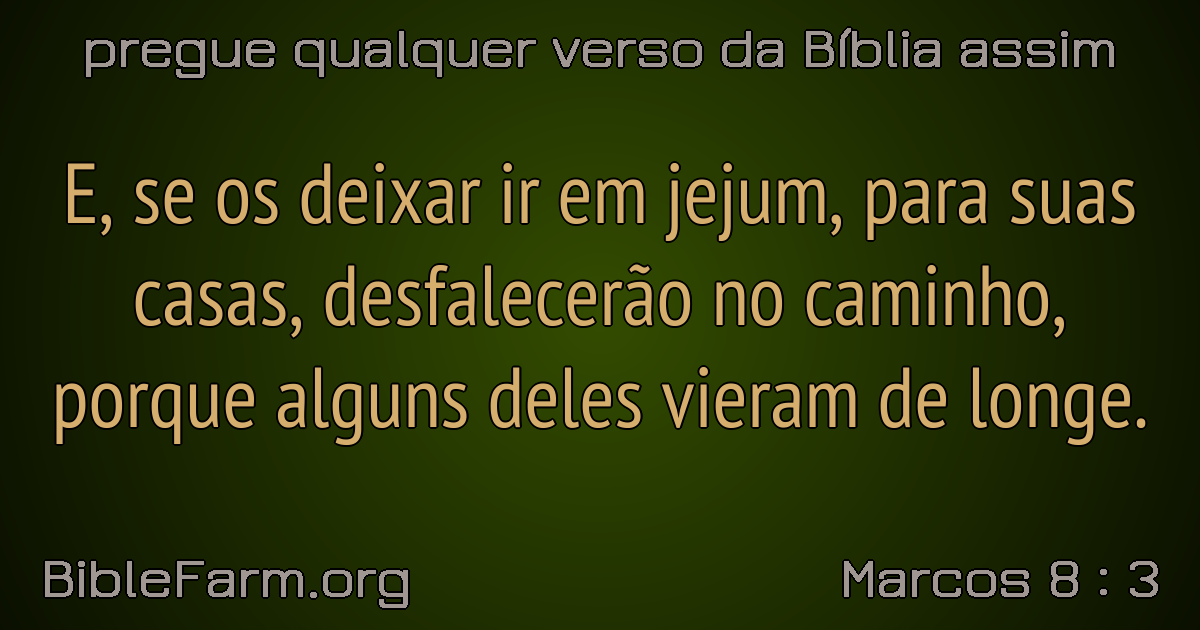 pregue qualquer verso da Bíblia assim
E, se os deixar ir em jejum, para suas
casas, desfalecerão no caminho,
porque alguns deles vieram de longe.
BibleFarm.org
Marcos 8 : 3